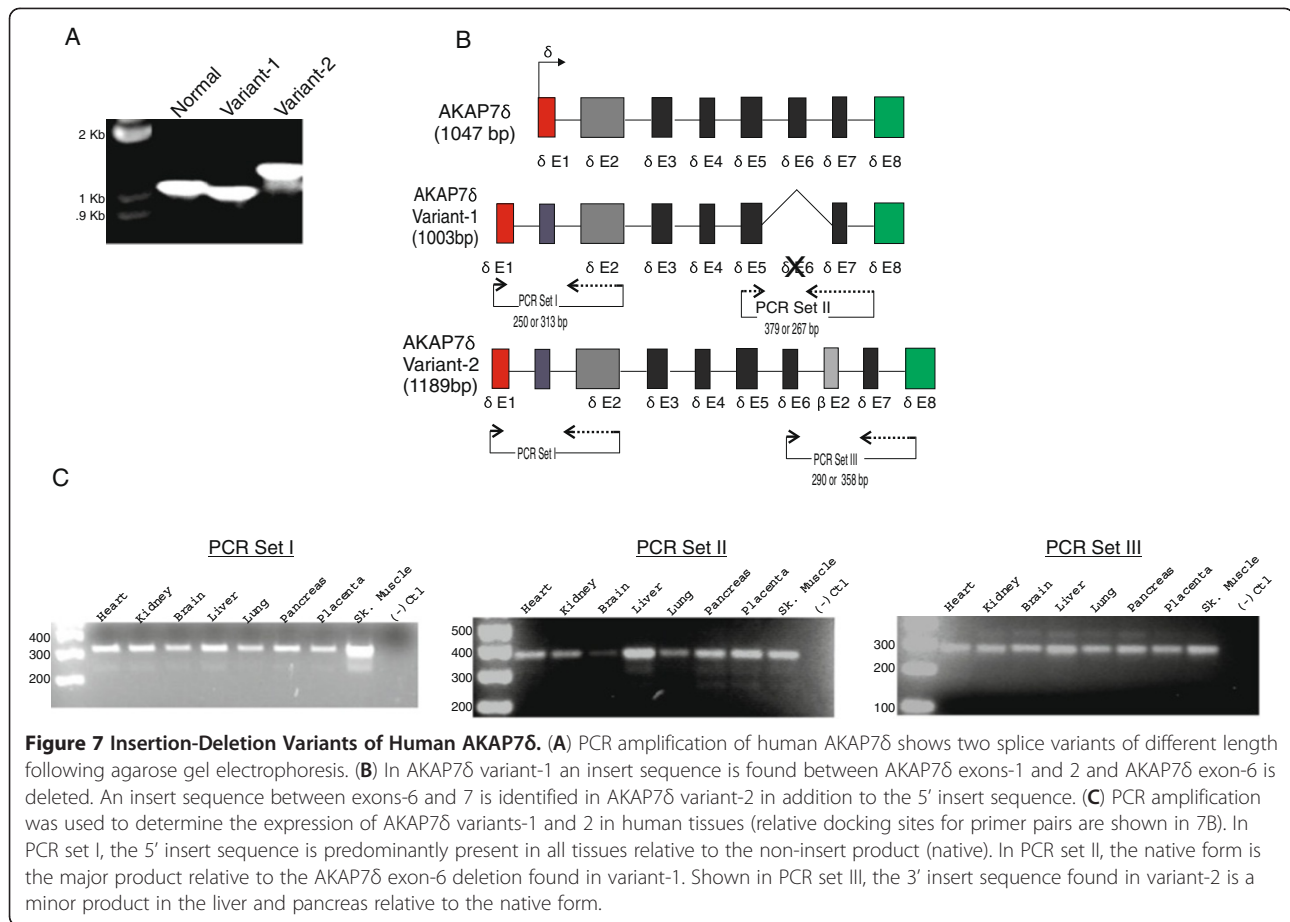 A
Normal
Variant-1
Variant-2
2 Kb
1 Kb
.9 Kb
B
δ
AKAP7δ
(1047 bp)
δ E1 δ E2 δ E3 δ E4 δ E5 δ E6 δ E7 δ E8
AKAP7δ
Variant-1
(1003bp)
δ E1 δ E2 δ E3 δ E4 δ E5 δ E6 δ E7 δ E8
X
PCR Set I
250 or 313 bp
PCR Set II
379 or 267 bp
AKAP7δ
Variant-2
(1189bp)
δ E1 δ E2 δ E3 δ E4 δ E5 δ E6 β E2 δ E7 δ E8
PCR Set I
PCR Set III
290 or 358 bp
C
PCR Set I
Heart
Kidney
Brain
Liver
Lung
Pancreas
Placenta
Sk. Muscle
(-) Ctl
400
300
200
PCR Set II
Heart
Kidney
Brain
Liver
Lung
Pancreas
Placenta
Sk. Muscle
(-) Ctl
500
400
300
200
PCR Set III
Heart
Kidney
Brain
Liver
Lung
Pancreas
Placenta
Sk. Muscle
(-) Ctl
300
200
100
Figure 7 Insertion-Deletion Variants of Human AKAP7δ. (A) PCR amplification of human AKAP7δ shows two splice variants of different length
following agarose gel electrophoresis. (B) In AKAP7δ variant-1 an insert sequence is found between AKAP7δ exons-1 and 2 and AKAP7δ exon-6 is
deleted. An insert sequence between exons-6 and 7 is identified in AKAP7δ variant-2 in addition to the 5’ insert sequence. (C) PCR amplification
was used to determine the expression of AKAP7δ variants-1 and 2 in human tissues (relative docking sites for primer pairs are shown in 7B). In
PCR set I, the 5’ insert sequence is predominantly present in all tissues relative to the non-insert product (native). In PCR set II, the native form is
the major product relative to the AKAP7δ exon-6 deletion found in variant-1. Shown in PCR set III, the 3’ insert sequence found in variant-2 is a
minor product in the liver and pancreas relative to the native form.